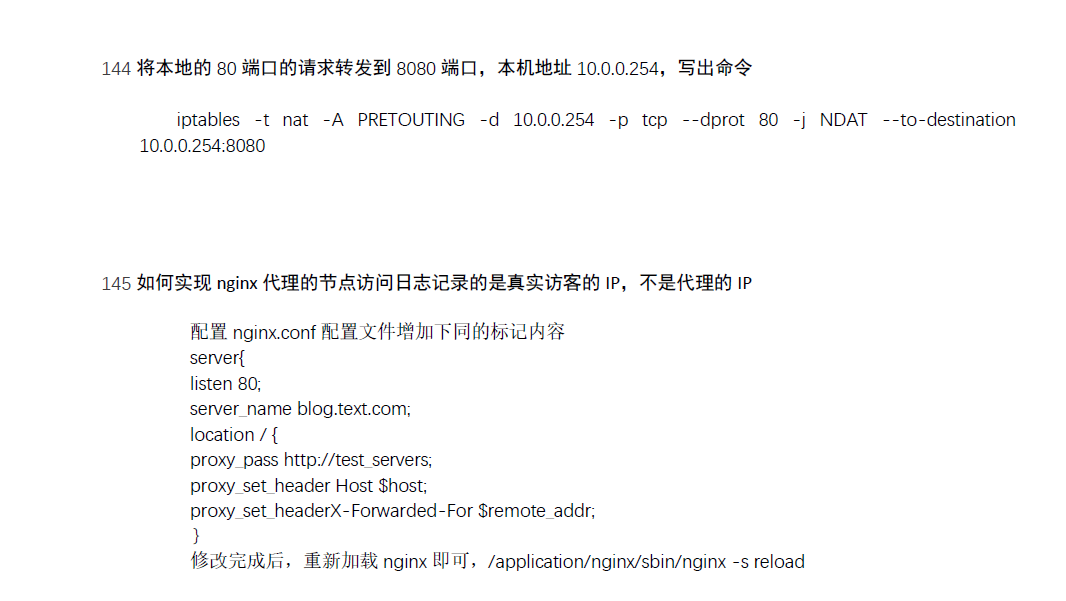 144 将本地的 80 端口的请求转发到 8080 端口，本机地址 10.0.0.254，写出命令
iptables -t nat -A PRETOUTING -d 10.0.0.254 -p tcp --dprot 80 -j NDAT --to-destination
10.0.0.254:8080
145 如何实现 nginx 代理的节点访问日志记录的是真实访客的 IP，不是代理的 IP
配置 nginx.conf 配置文件增加下同的标记内容
server{
listen 80;
server_name blog.text.com;
location / {
proxy_pass http://test_servers;
proxy_set_header Host $host;
proxy_set_headerX-Forwarded-For $remote_addr;
}
修改完成后，重新加载 nginx 即可，/application/nginx/sbin/nginx -s reload